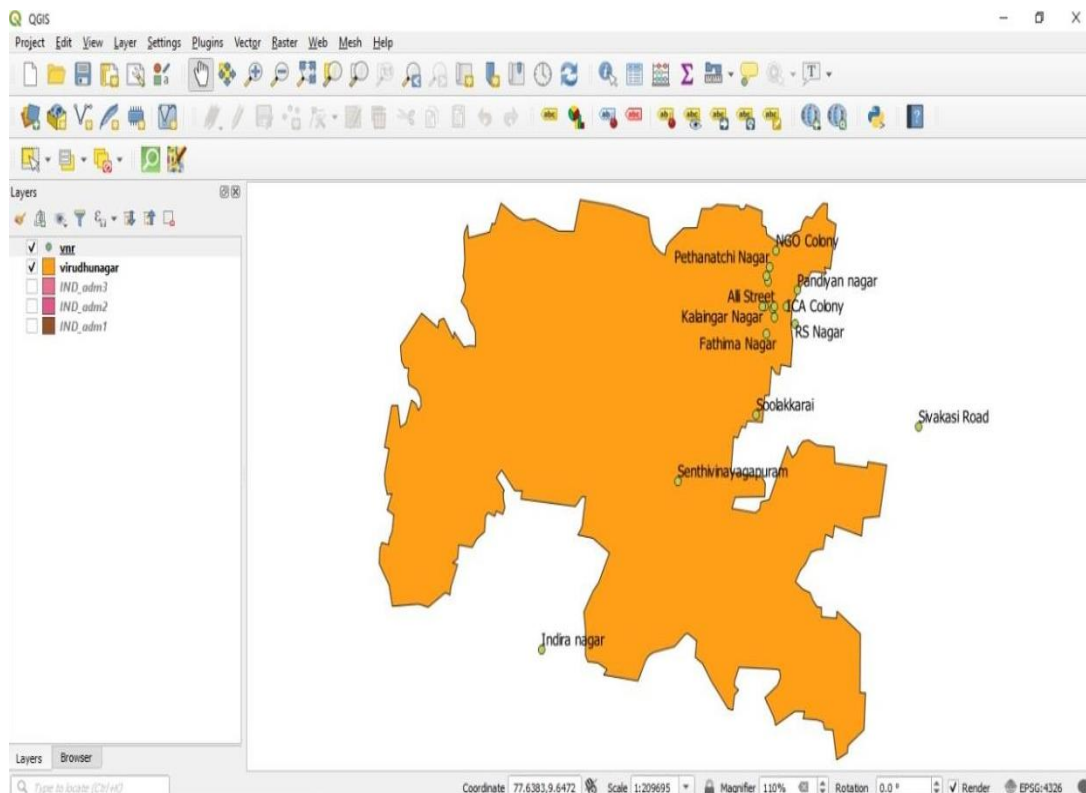 QGIS
Project Edit View Layer Settings Plugins Vector Raster Web Mesh Help
Layers
vnr
virudhunagar
IND_adm3
IND_adm2
IND_adm1
NGO Colony
Pethanatchi Nagar
Pandiyan nagar
Alli Street
ICA Colony
Kalaingar Nagar
RS Nagar
Fathima Nagar
Soolakkarai
Sivakasi Road
Senthivinayagapuram
Indira nagar
Layers Browser
Type to locate (Ctrl+K)
Coordinate 77.6383,9.6472 Scale 1:209695 Magnifier 110% Rotation 0.0 ° Render EPSG:4326